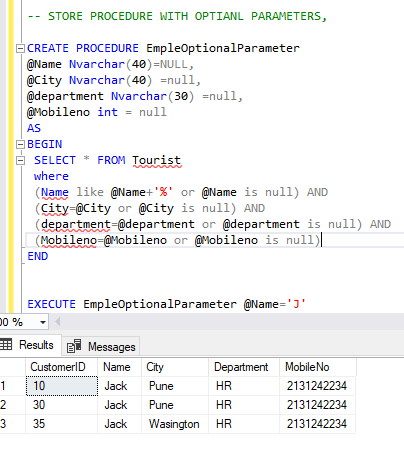 -- STORE PROCEDURE WITH OPTIANL PARAMETERS,
CREATE PROCEDURE EmpleOptionalParameter
@Name Nvarchar(40)=NULL,
@City Nvarchar(40) =null,
@department Nvarchar(30) =null,
@Mobileno int = null
AS
BEGIN
SELECT * FROM Tourist
where
(Name like @Name+'%' or @Name is null) AND
(City=@City or @City is null) AND
(department=@department or @department is null) AND
(Mobileno=@Mobileno or @Mobileno is null)
END
EXECUTE EmpleOptionalParameter @Name='J'
00 %
Results Messages
CustomerID Name City Department MobileNo
1 10 Jack Pune HR 2131242234
2 30 Jack Pune HR 2131242234
3 35 Jack Wasington HR 2131242234